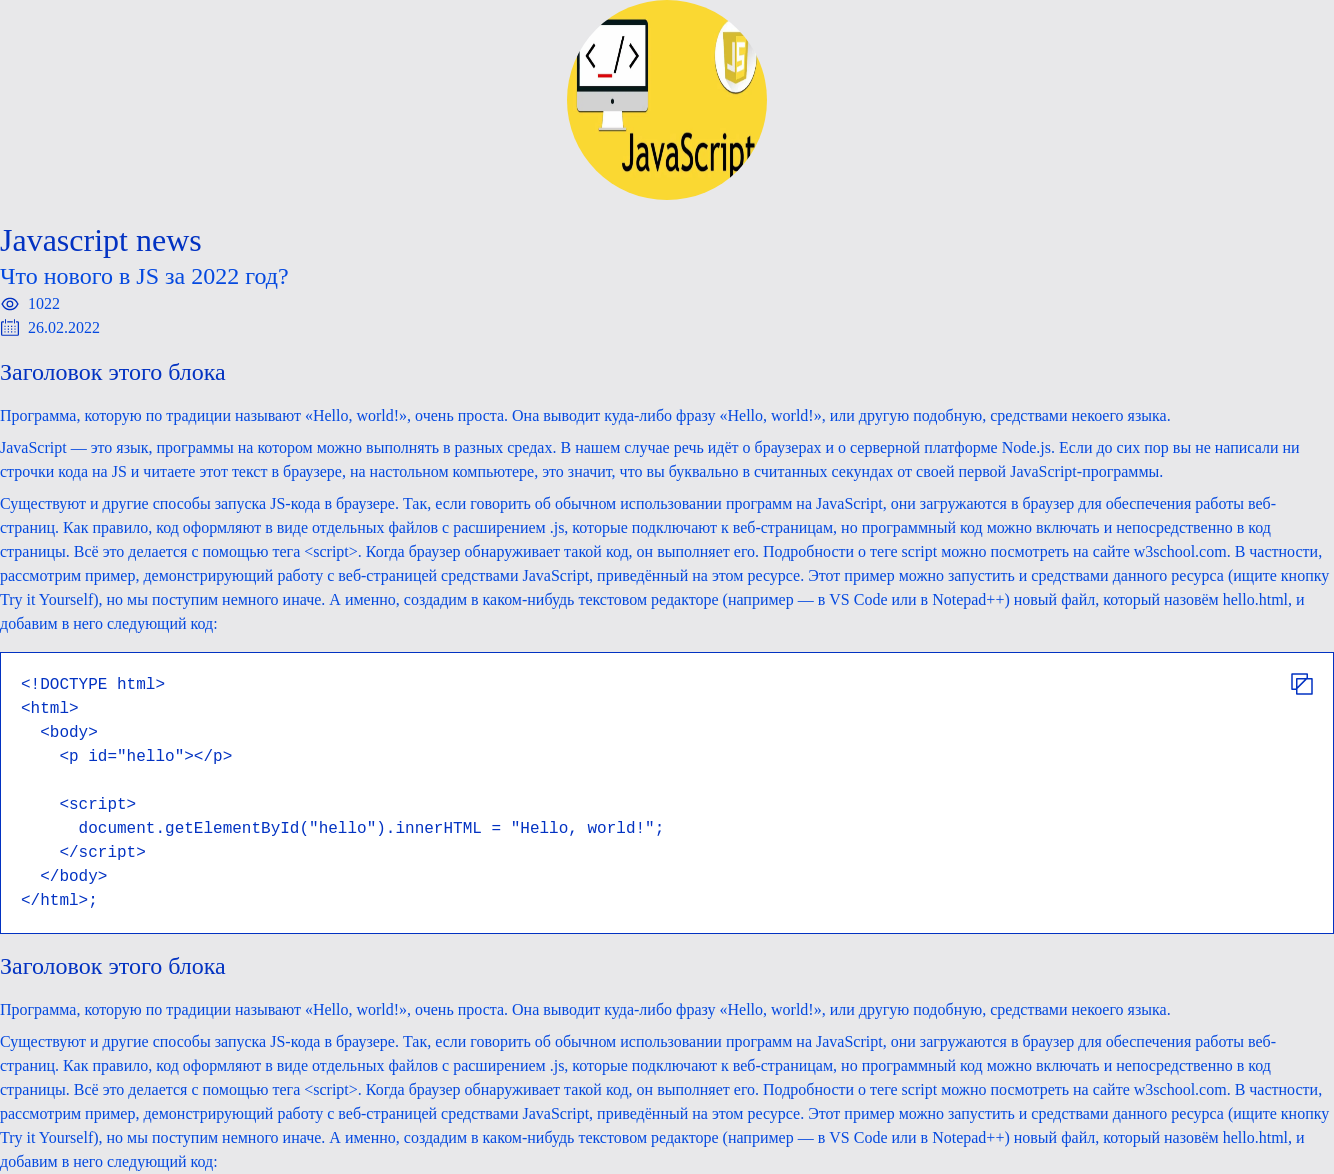 </>
JS
JavaScript
Javascript news
Что нового в JS за 2022 год?
1022
26.02.2022
Заголовок этого блока
Программа, которую по традиции называют «Hello, world!», очень проста. Она выводит куда-либо фразу «Hello, world!», или другую подобную, средствами некоего языка.
JavaScript — это язык, программы на котором можно выполнять в разных средах. В нашем случае речь идёт о браузерах и о серверной платформе Node.js. Если до сих пор вы не написали ни
строчки кода на JS и читаете этот текст в браузере, на настольном компьютере, это значит, что вы буквально в считанных секундах от своей первой JavaScript-программы.
Существуют и другие способы запуска JS-кода в браузере. Так, если говорить об обычном использовании программ на JavaScript, они загружаются в браузер для обеспечения работы веб-
страниц. Как правило, код оформляют в виде отдельных файлов с расширением .js, которые подключают к веб-страницам, но программный код можно включать и непосредственно в код
страницы. Всё это делается с помощью тега <script>. Когда браузер обнаруживает такой код, он выполняет его. Подробности о теге script можно посмотреть на сайте w3school.com. В частности,
рассмотрим пример, демонстрирующий работу с веб-страницей средствами JavaScript, приведённый на этом ресурсе. Этот пример можно запустить и средствами данного ресурса (ищите кнопку
Try it Yourself), но мы поступим немного иначе. А именно, создадим в каком-нибудь текстовом редакторе (например — в VS Code или в Notepad++) новый файл, который назовём hello.html, и
добавим в него следующий код:
<!DOCTYPE html>
<html>
  <body>
    <p id="hello"></p>
    <script>
      document.getElementById("hello").innerHTML = "Hello, world!";
    </script>
  </body>
</html>;
Заголовок этого блока
Программа, которую по традиции называют «Hello, world!», очень проста. Она выводит куда-либо фразу «Hello, world!», или другую подобную, средствами некоего языка.
Существуют и другие способы запуска JS-кода в браузере. Так, если говорить об обычном использовании программ на JavaScript, они загружаются в браузер для обеспечения работы веб-
страниц. Как правило, код оформляют в виде отдельных файлов с расширением .js, которые подключают к веб-страницам, но программный код можно включать и непосредственно в код
страницы. Всё это делается с помощью тега <script>. Когда браузер обнаруживает такой код, он выполняет его. Подробности о теге script можно посмотреть на сайте w3school.com. В частности,
рассмотрим пример, демонстрирующий работу с веб-страницей средствами JavaScript, приведённый на этом ресурсе. Этот пример можно запустить и средствами данного ресурса (ищите кнопку
Try it Yourself), но мы поступим немного иначе. А именно, создадим в каком-нибудь текстовом редакторе (например — в VS Code или в Notepad++) новый файл, который назовём hello.html, и
добавим в него следующий код: